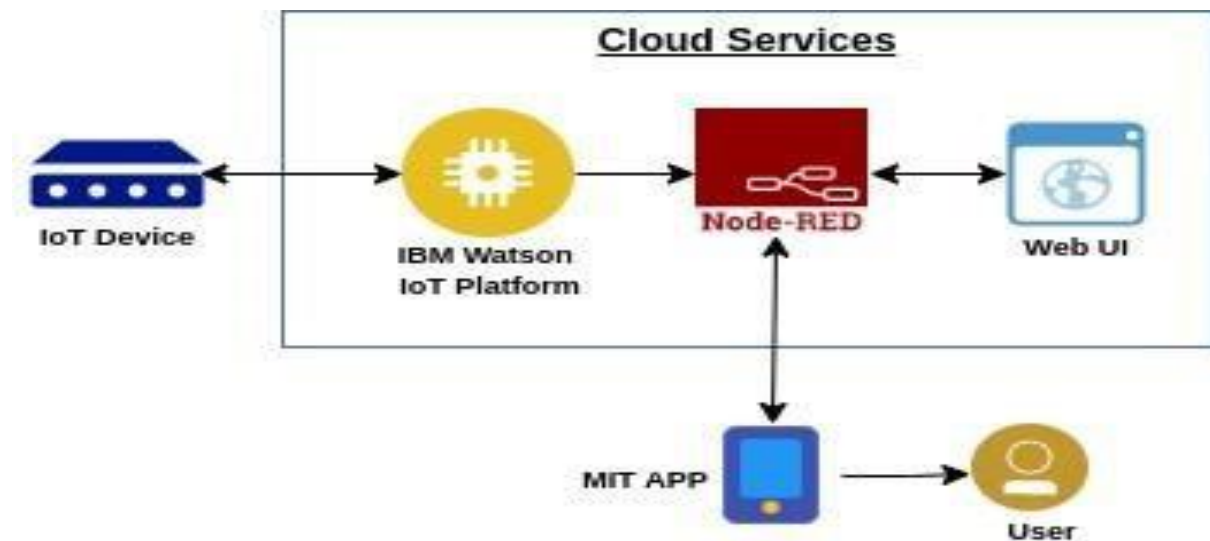 Cloud Services
IoT Device
IBM Watson
IoT Platform
Node-RED
Web UI
MIT APP
User